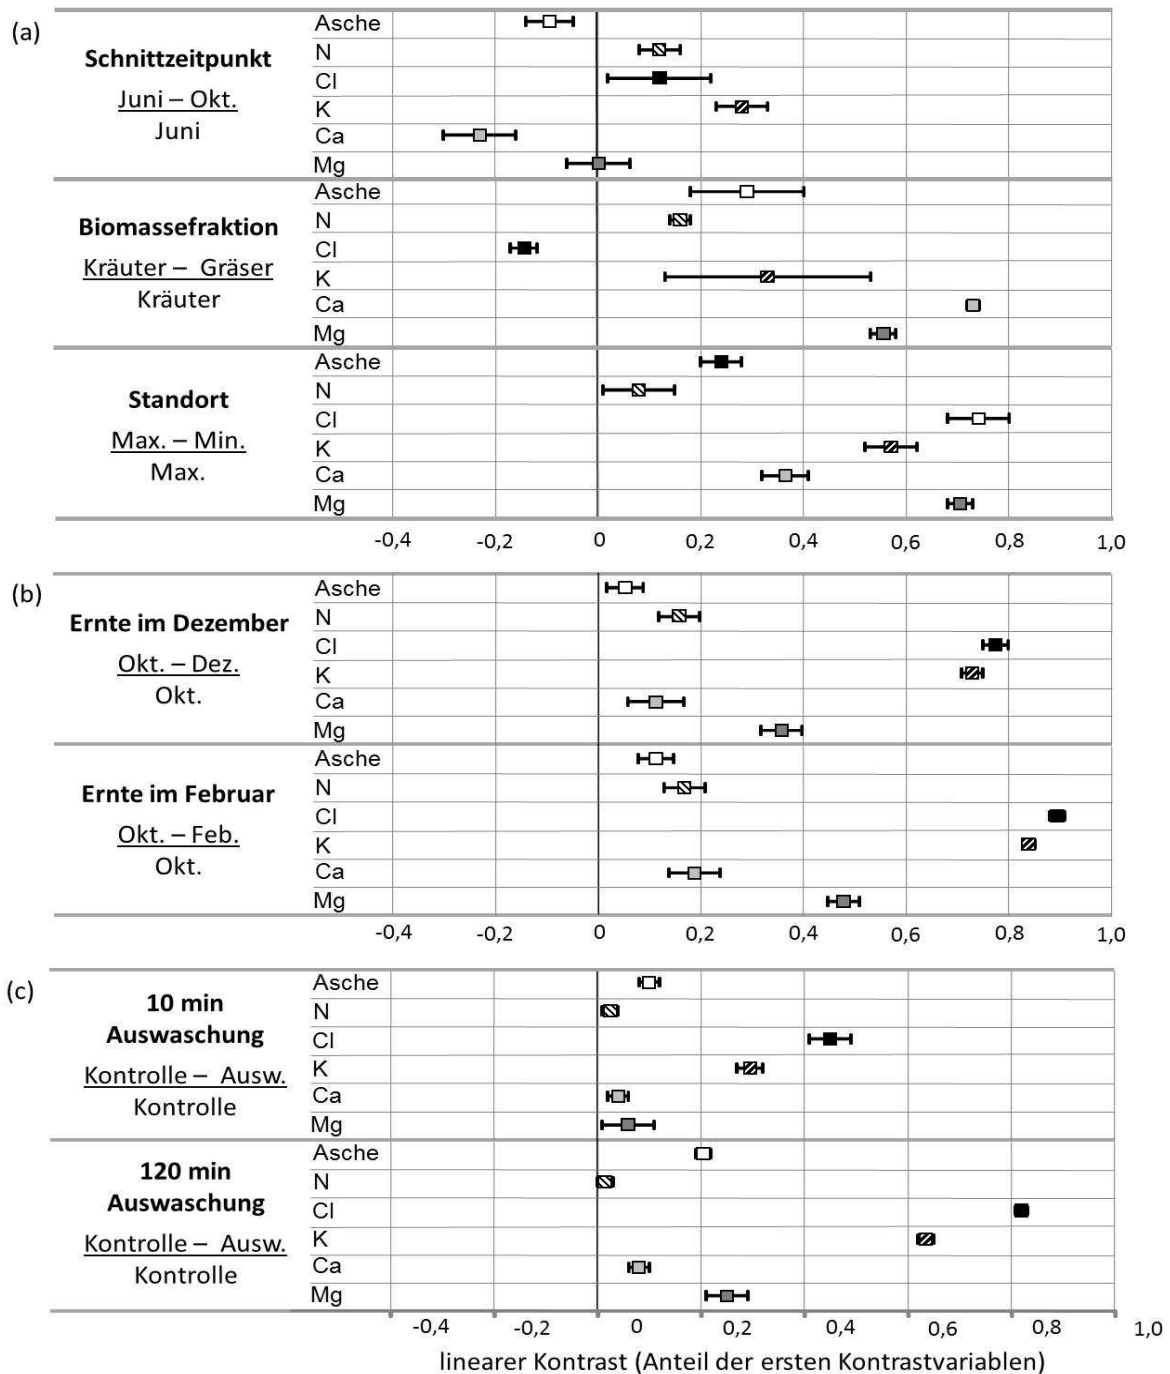 (a)
Schnittzeitpunkt
Juni – Okt.
Juni
Asche
N
Cl
K
Ca
Mg
Biomassefraktion
Kräuter – Gräser
Kräuter
Asche
N
Cl
K
Ca
Mg
Standort
Max. – Min.
Max.
Asche
N
Cl
K
Ca
Mg
-0,4 -0,2 0 0,2 0,4 0,6 0,8 1,0
(b)
Ernte im Dezember
Okt. – Dez.
Okt.
Asche
N
Cl
K
Ca
Mg
Ernte im Februar
Okt. – Feb.
Okt.
Asche
N
Cl
K
Ca
Mg
-0,4 -0,2 0 0,2 0,4 0,6 0,8 1,0
(c)
10 min
Auswaschung
Kontrolle – Ausw.
Kontrolle
Asche
N
Cl
K
Ca
Mg
120 min
Auswaschung
Kontrolle – Ausw.
Kontrolle
Asche
N
Cl
K
Ca
Mg
-0,4 -0,2 0 0,2 0,4 0,6 0,8 1,0
linearer Kontrast (Anteil der ersten Kontrastvariablen)